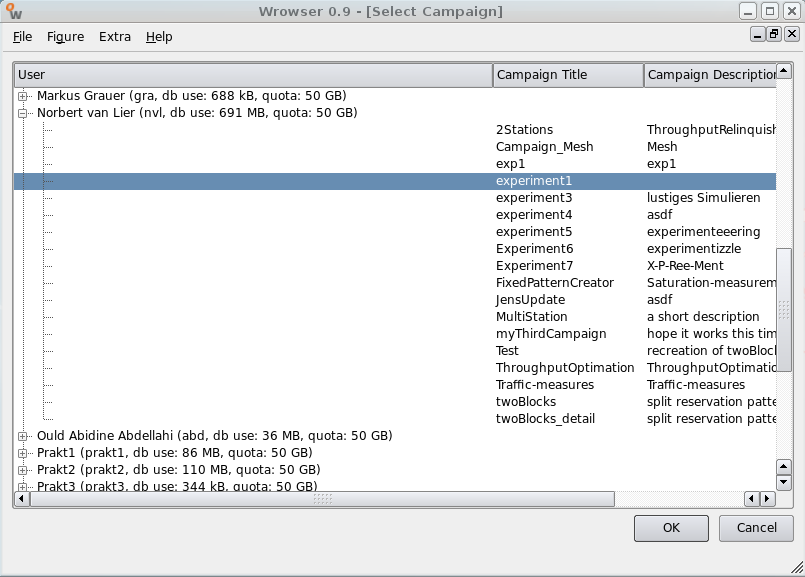 Wrowser 0.9 - [Select Campaign]
File Figure Extra Help
User Campaign Title Campaign Description
Markus Grauer (gra, db use: 688 kB, quota: 50 GB)
Norbert van Lier (nvl, db use: 691 MB, quota: 50 GB)
2Stations ThroughputRelinquish
Campaign_Mesh Mesh
exp1 exp1
experiment1
experiment3 lustiges Simulieren
experiment4 asdf
experiment5 experimenteeering
Experiment6 experimentizzle
Experiment7 X-P-Ree-Ment
FixedPatternCreator Saturation-measurem
JensUpdate asdf
MultiStation a short description
myThirdCampaign hope it works this tim
Test recreation of twoBloc
ThroughputOptimation ThroughputOptimatic
Traffic-measures Traffic-measures
twoBlocks split reservation patte
twoBlocks_detail split reservation patte
Ould Abidine Abdellahi (abd, db use: 36 MB, quota: 50 GB)
Prakt1 (prakt1, db use: 86 MB, quota: 50 GB)
Prakt2 (prakt2, db use: 110 MB, quota: 50 GB)
Prakt3 (prakt3, db use: 344 kB, quota: 50 GB)
OK Cancel